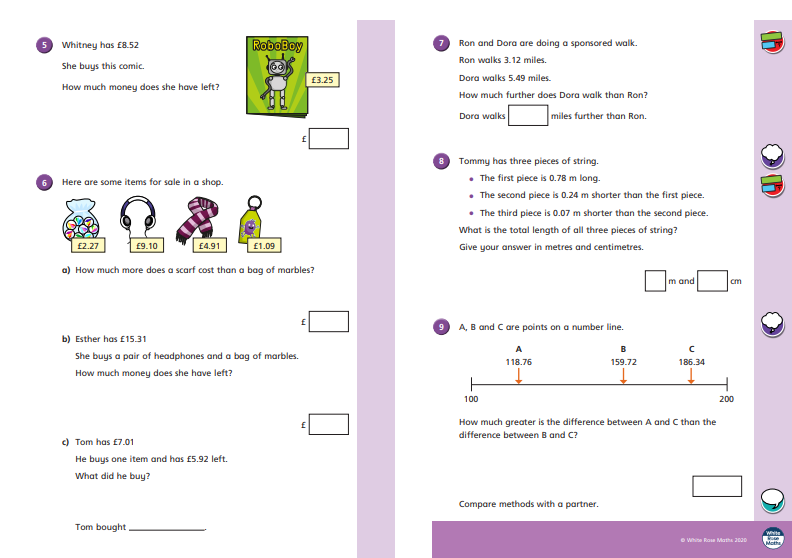 5
Whitney has £8.52
She buys this comic.
How much money does she have left?
RoboBoy
£3.25
£
6
Here are some items for sale in a shop.
£2.27
£9.10
£4.91
£1.09
a) How much more does a scarf cost than a bag of marbles?
£
b) Esther has £15.31
She buys a pair of headphones and a bag of marbles.
How much money does she have left?
£
c) Tom has £7.01
He buys one item and has £5.92 left.
What did he buy?
Tom bought ______________.
7
Ron and Dora are doing a sponsored walk.
Ron walks 3.12 miles.
Dora walks 5.49 miles.
How much further does Dora walk than Ron?
Dora walks miles further than Ron.
8
Tommy has three pieces of string.
• The first piece is 0.78 m long.
• The second piece is 0.24 m shorter than the first piece.
• The third piece is 0.07 m shorter than the second piece.
What is the total length of all three pieces of string?
Give your answer in metres and centimetres.
m and cm
9
A, B and C are points on a number line.
A B C
118.76 159.72 186.34
100 200
How much greater is the difference between A and C than the
difference between B and C?
Compare methods with a partner.
© White Rose Maths 2020
White
Rose
Maths